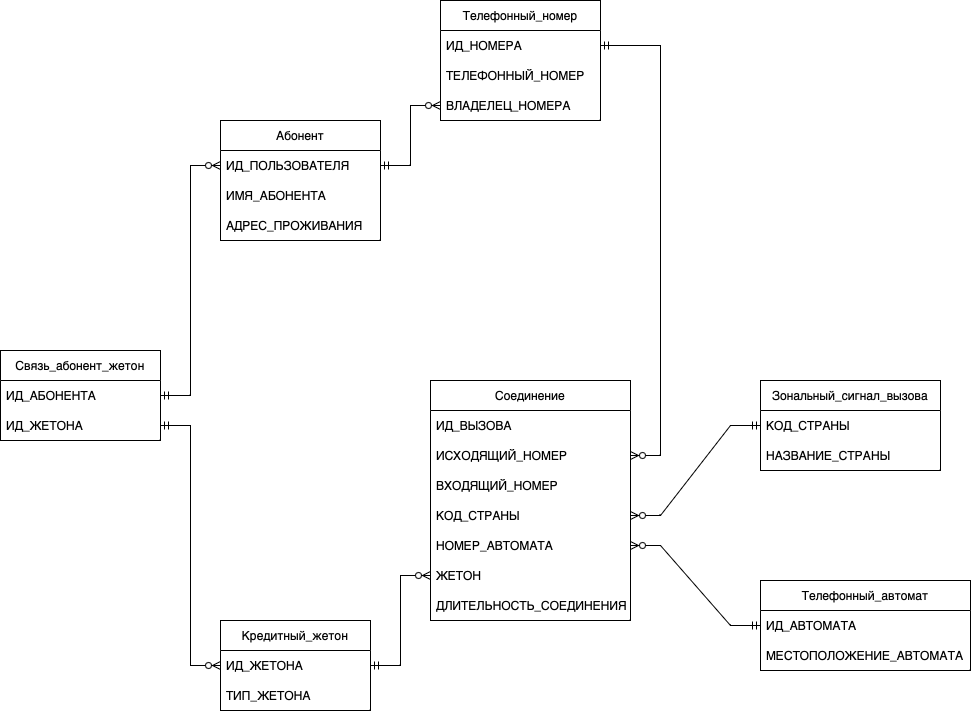 Телефонный_номер
ИД_НОМЕРА
ТЕЛЕФОННЫЙ_НОМЕР
ВЛАДЕЛЕЦ_НОМЕРА
Абонент
ИД_ПОЛЬЗОВАТЕЛЯ
ИМЯ_АБОНЕНТА
АДРЕС_ПРОЖИВАНИЯ
Связь_абонент_жетон
ИД_АБОНЕНТА
ИД_ЖЕТОНА
Соединение
ИД_ВЫЗОВА
ИСХОДЯЩИЙ_НОМЕР
ВХОДЯЩИЙ_НОМЕР
КОД_СТРАНЫ
НОМЕР_АВТОМАТА
ЖЕТОН
ДЛИТЕЛЬНОСТЬ_СОЕДИНЕНИЯ
Зональный_сигнал_вызова
КОД_СТРАНЫ
НАЗВАНИЕ_СТРАНЫ
Телефонный_автомат
ИД_АВТОМАТА
МЕСТОПОЛОЖЕНИЕ_АВТОМАТА
Кредитный_жетон
ИД_ЖЕТОНА
ТИП_ЖЕТОНА